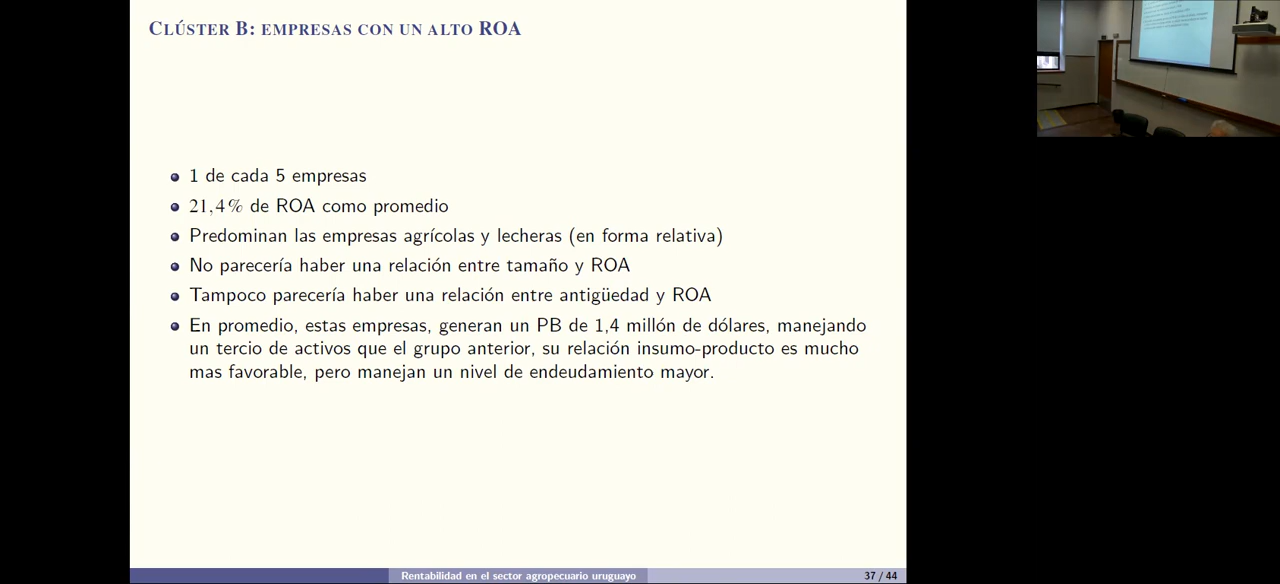 CLÚSTER B: EMPRESAS CON UN ALTO ROA
1 de cada 5 empresas
21,4% de ROA como promedio
Predominan las empresas agrícolas y lecheras (en forma relativa)
No parecería haber una relación entre tamaño y ROA
Tampoco parecería haber una relación entre antigüedad y ROA
En promedio, estas empresas, generan un PB de 1,4 millón de dólares, manejando
un tercio de activos que el grupo anterior, su relación insumo-producto es mucho
mas favorable, pero manejan un nivel de endeudamiento mayor.
Rentabilidad en el sector agropecuario uruguayo
37 / 44